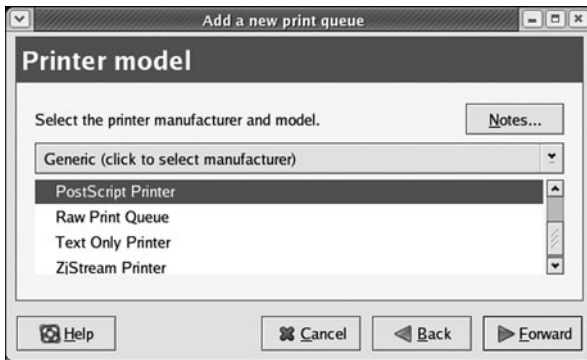 Add a new print queue
Printer model
Select the printer manufacturer and model.
Notes...
Generic (click to select manufacturer)
PostScript Printer
Raw Print Queue
Text Only Printer
ZjStream Printer
Help
Cancel
Back
Forward